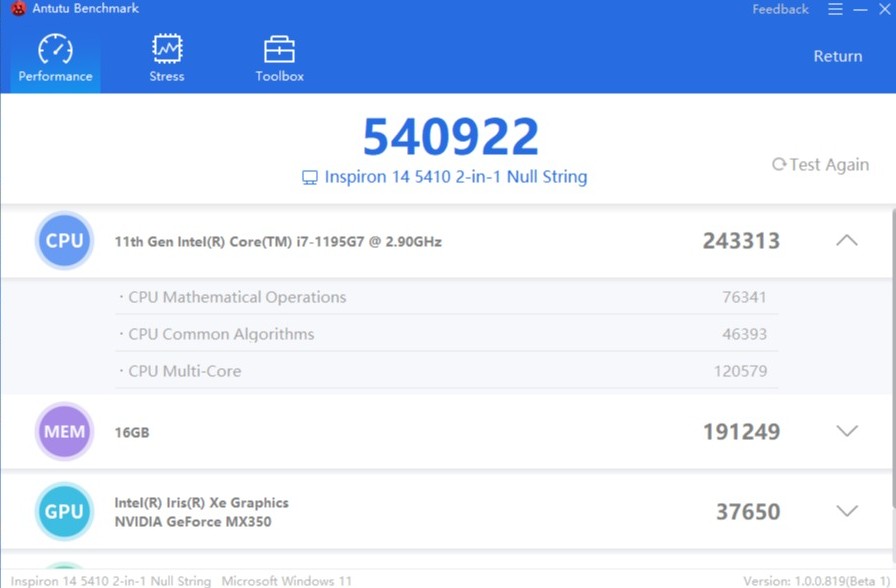 Antutu Benchmark
Feedback
Performance
Stress
Toolbox
Return
540922
Inspiron 14 5410 2-in-1 Null String
Test Again
CPU
11th Gen Intel(R) Core(TM) i7-1195G7 @ 2.90GHz
243313
· CPU Mathematical Operations
76341
· CPU Common Algorithms
46393
· CPU Multi-Core
120579
MEM
16GB
191249
GPU
Intel(R) Iris(R) Xe Graphics
NVIDIA GeForce MX350
37650
Inspiron 14 5410 2-in-1 Null String Microsoft Windows 11
Version: 1.0.0.819(Beta 1)